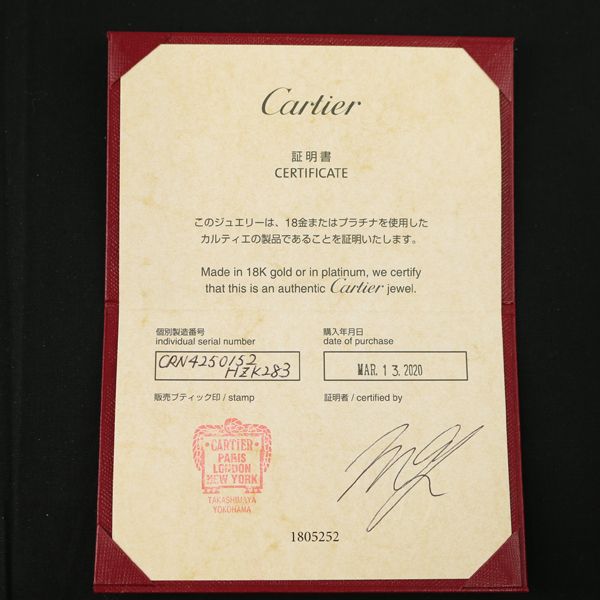 Cartier
証明書
CERTIFICATE
このジュエリーは、18金またはプラチナを使用した
カルティエの製品であることを証明いたします。
Made in 18K gold or in platinum, we certify
that this is an authentic Cartier jewel.
個別製造番号
individual serial number
CRN4250152
HZK283
購入年月日
date of purchase
MAR. 13. 2020
販売ブティック印 / stamp
証明者 / certified by
CARTIER
PARIS
LONDON
NEW YORK
TAKASHIMAYA
YOKOHAMA
1805252